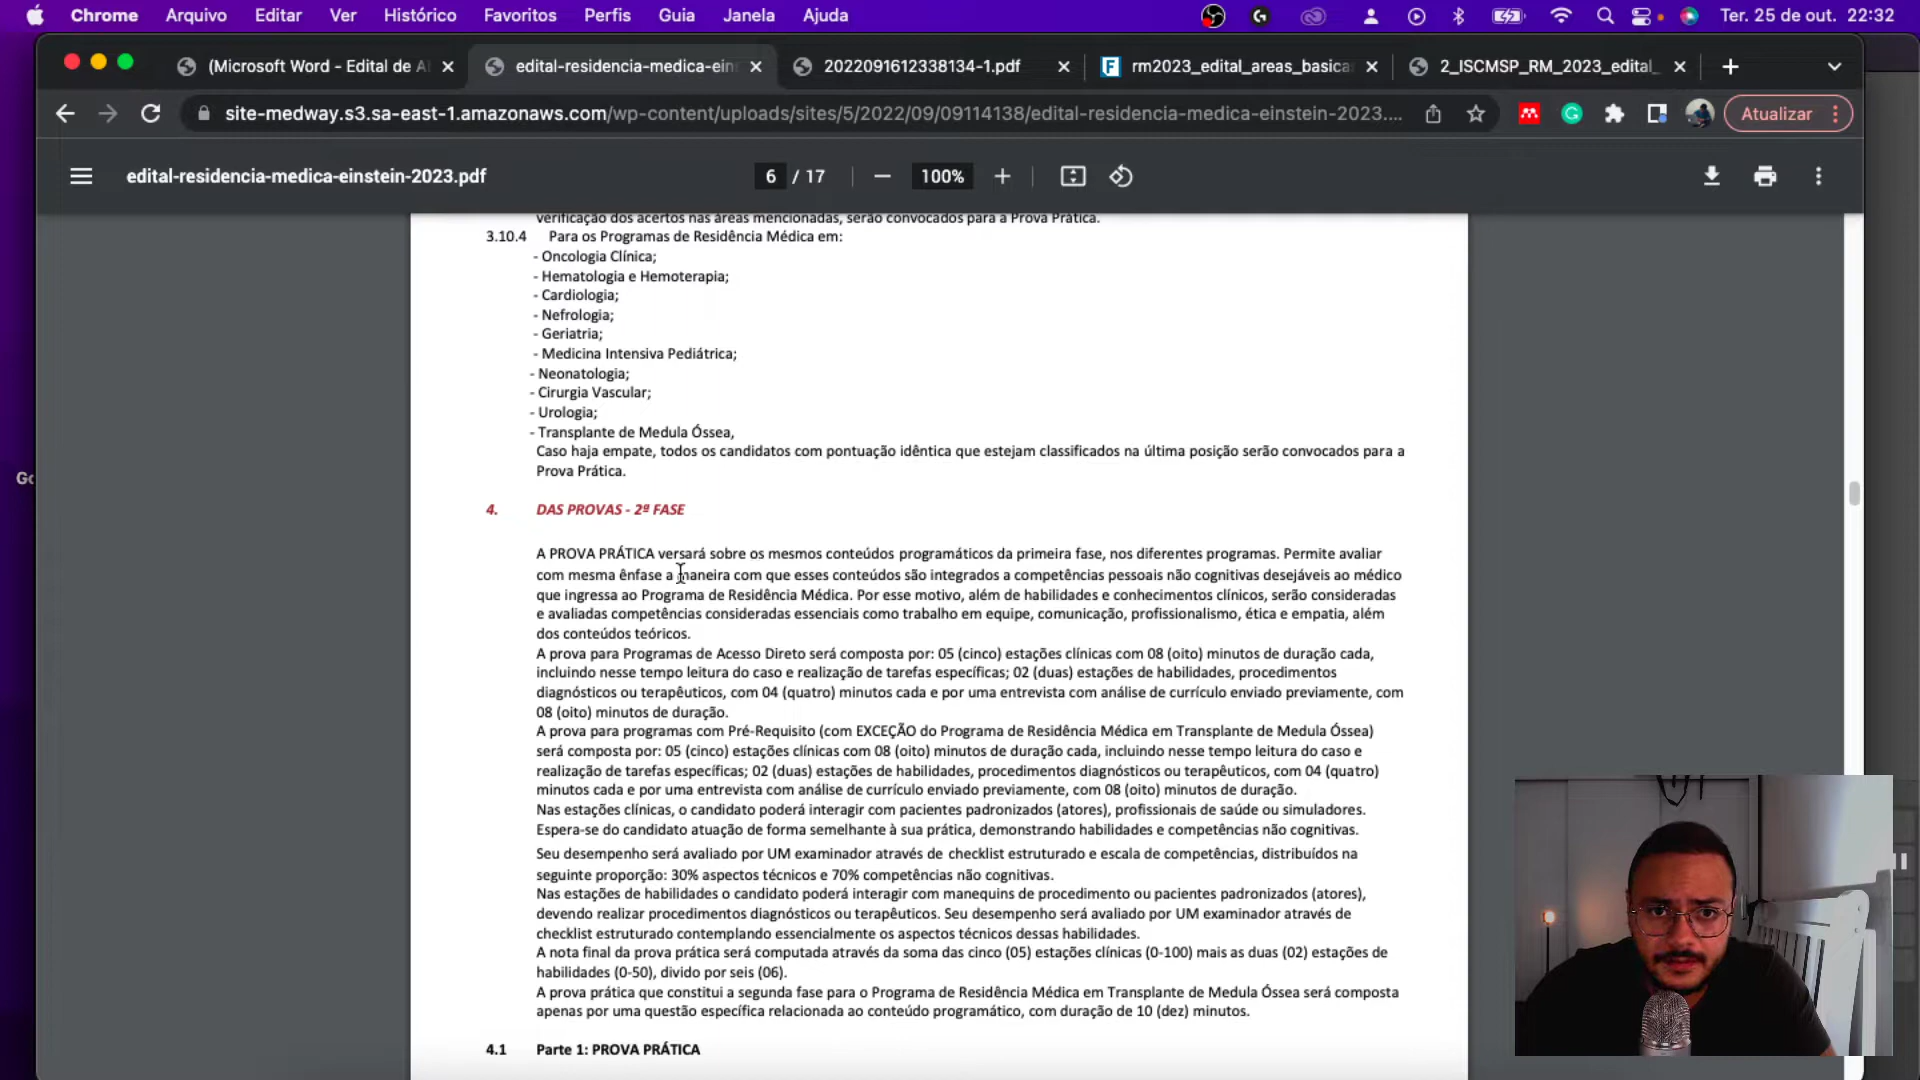 Chrome Arquivo Editar Ver Histórico Favoritos Perfis Guia Janela Ajuda Ter. 25 de out. 22:32
(Microsoft Word - Edital de Al edital-residencia-medica-ein 2022091612338134-1.pdf rm2023_edital_areas_basica 2_ISCMSP_RM_2023_edital_
site-medway.s3.sa-east-1.amazonaws.com/wp-content/uploads/sites/5/2022/09/09114138/edital-residencia-medica-einstein-2023.... Atualizar
edital-residencia-medica-einstein-2023.pdf 6 / 17 100%
verificação dos acertos nas áreas mencionadas, serão convocados para a Prova Prática.
3.10.4 Para os Programas de Residência Médica em:
- Oncologia Clínica;
- Hematologia e Hemoterapia;
- Cardiologia;
- Nefrologia;
- Geriatria;
- Medicina Intensiva Pediátrica;
- Neonatologia;
- Cirurgia Vascular;
- Urologia;
- Transplante de Medula Óssea,
Caso haja empate, todos os candidatos com pontuação idêntica que estejam classificados na última posição serão convocados para a
Prova Prática.
Go
4. DAS PROVAS - 2ª FASE
A PROVA PRÁTICA versará sobre os mesmos conteúdos programáticos da primeira fase, nos diferentes programas. Permite avaliar
com mesma ênfase a maneira com que esses conteúdos são integrados a competências pessoais não cognitivas desejáveis ao médico
que ingressa ao Programa de Residência Médica. Por esse motivo, além de habilidades e conhecimentos clínicos, serão consideradas
e avaliadas competências consideradas essenciais como trabalho em equipe, comunicação, profissionalismo, ética e empatia, além
dos conteúdos teóricos.
A prova para Programas de Acesso Direto será composta por: 05 (cinco) estações clínicas com 08 (oito) minutos de duração cada,
incluindo nesse tempo leitura do caso e realização de tarefas específicas; 02 (duas) estações de habilidades, procedimentos
diagnósticos ou terapêuticos, com 04 (quatro) minutos cada e por uma entrevista com análise de currículo enviado previamente, com
08 (oito) minutos de duração.
A prova para programas com Pré-Requisito (com EXCEÇÃO do Programa de Residência Médica em Transplante de Medula Óssea)
será composta por: 05 (cinco) estações clínicas com 08 (oito) minutos de duração cada, incluindo nesse tempo leitura do caso e
realização de tarefas específicas; 02 (duas) estações de habilidades, procedimentos diagnósticos ou terapêuticos, com 04 (quatro)
minutos cada e por uma entrevista com análise de currículo enviado previamente, com 08 (oito) minutos de duração.
Nas estações clínicas, o candidato poderá interagir com pacientes padronizados (atores), profissionais de saúde ou simuladores.
Espera-se do candidato atuação de forma semelhante à sua prática, demonstrando habilidades e competências não cognitivas.
Seu desempenho será avaliado por UM examinador através de checklist estruturado e escala de competências, distribuídos na
seguinte proporção: 30% aspectos técnicos e 70% competências não cognitivas.
Nas estações de habilidades o candidato poderá interagir com manequins de procedimento ou pacientes padronizados (atores),
devendo realizar procedimentos diagnósticos ou terapêuticos. Seu desempenho será avaliado por UM examinador através de
checklist estruturado contemplando essencialmente os aspectos técnicos dessas habilidades.
A nota final da prova prática será computada através da soma das cinco (05) estações clínicas (0-100) mais as duas (02) estações de
habilidades (0-50), divido por seis (06).
A prova prática que constitui a segunda fase para o Programa de Residência Médica em Transplante de Medula Óssea será composta
apenas por uma questão específica relacionada ao conteúdo programático, com duração de 10 (dez) minutos.
4.1 Parte 1: PROVA PRÁTICA